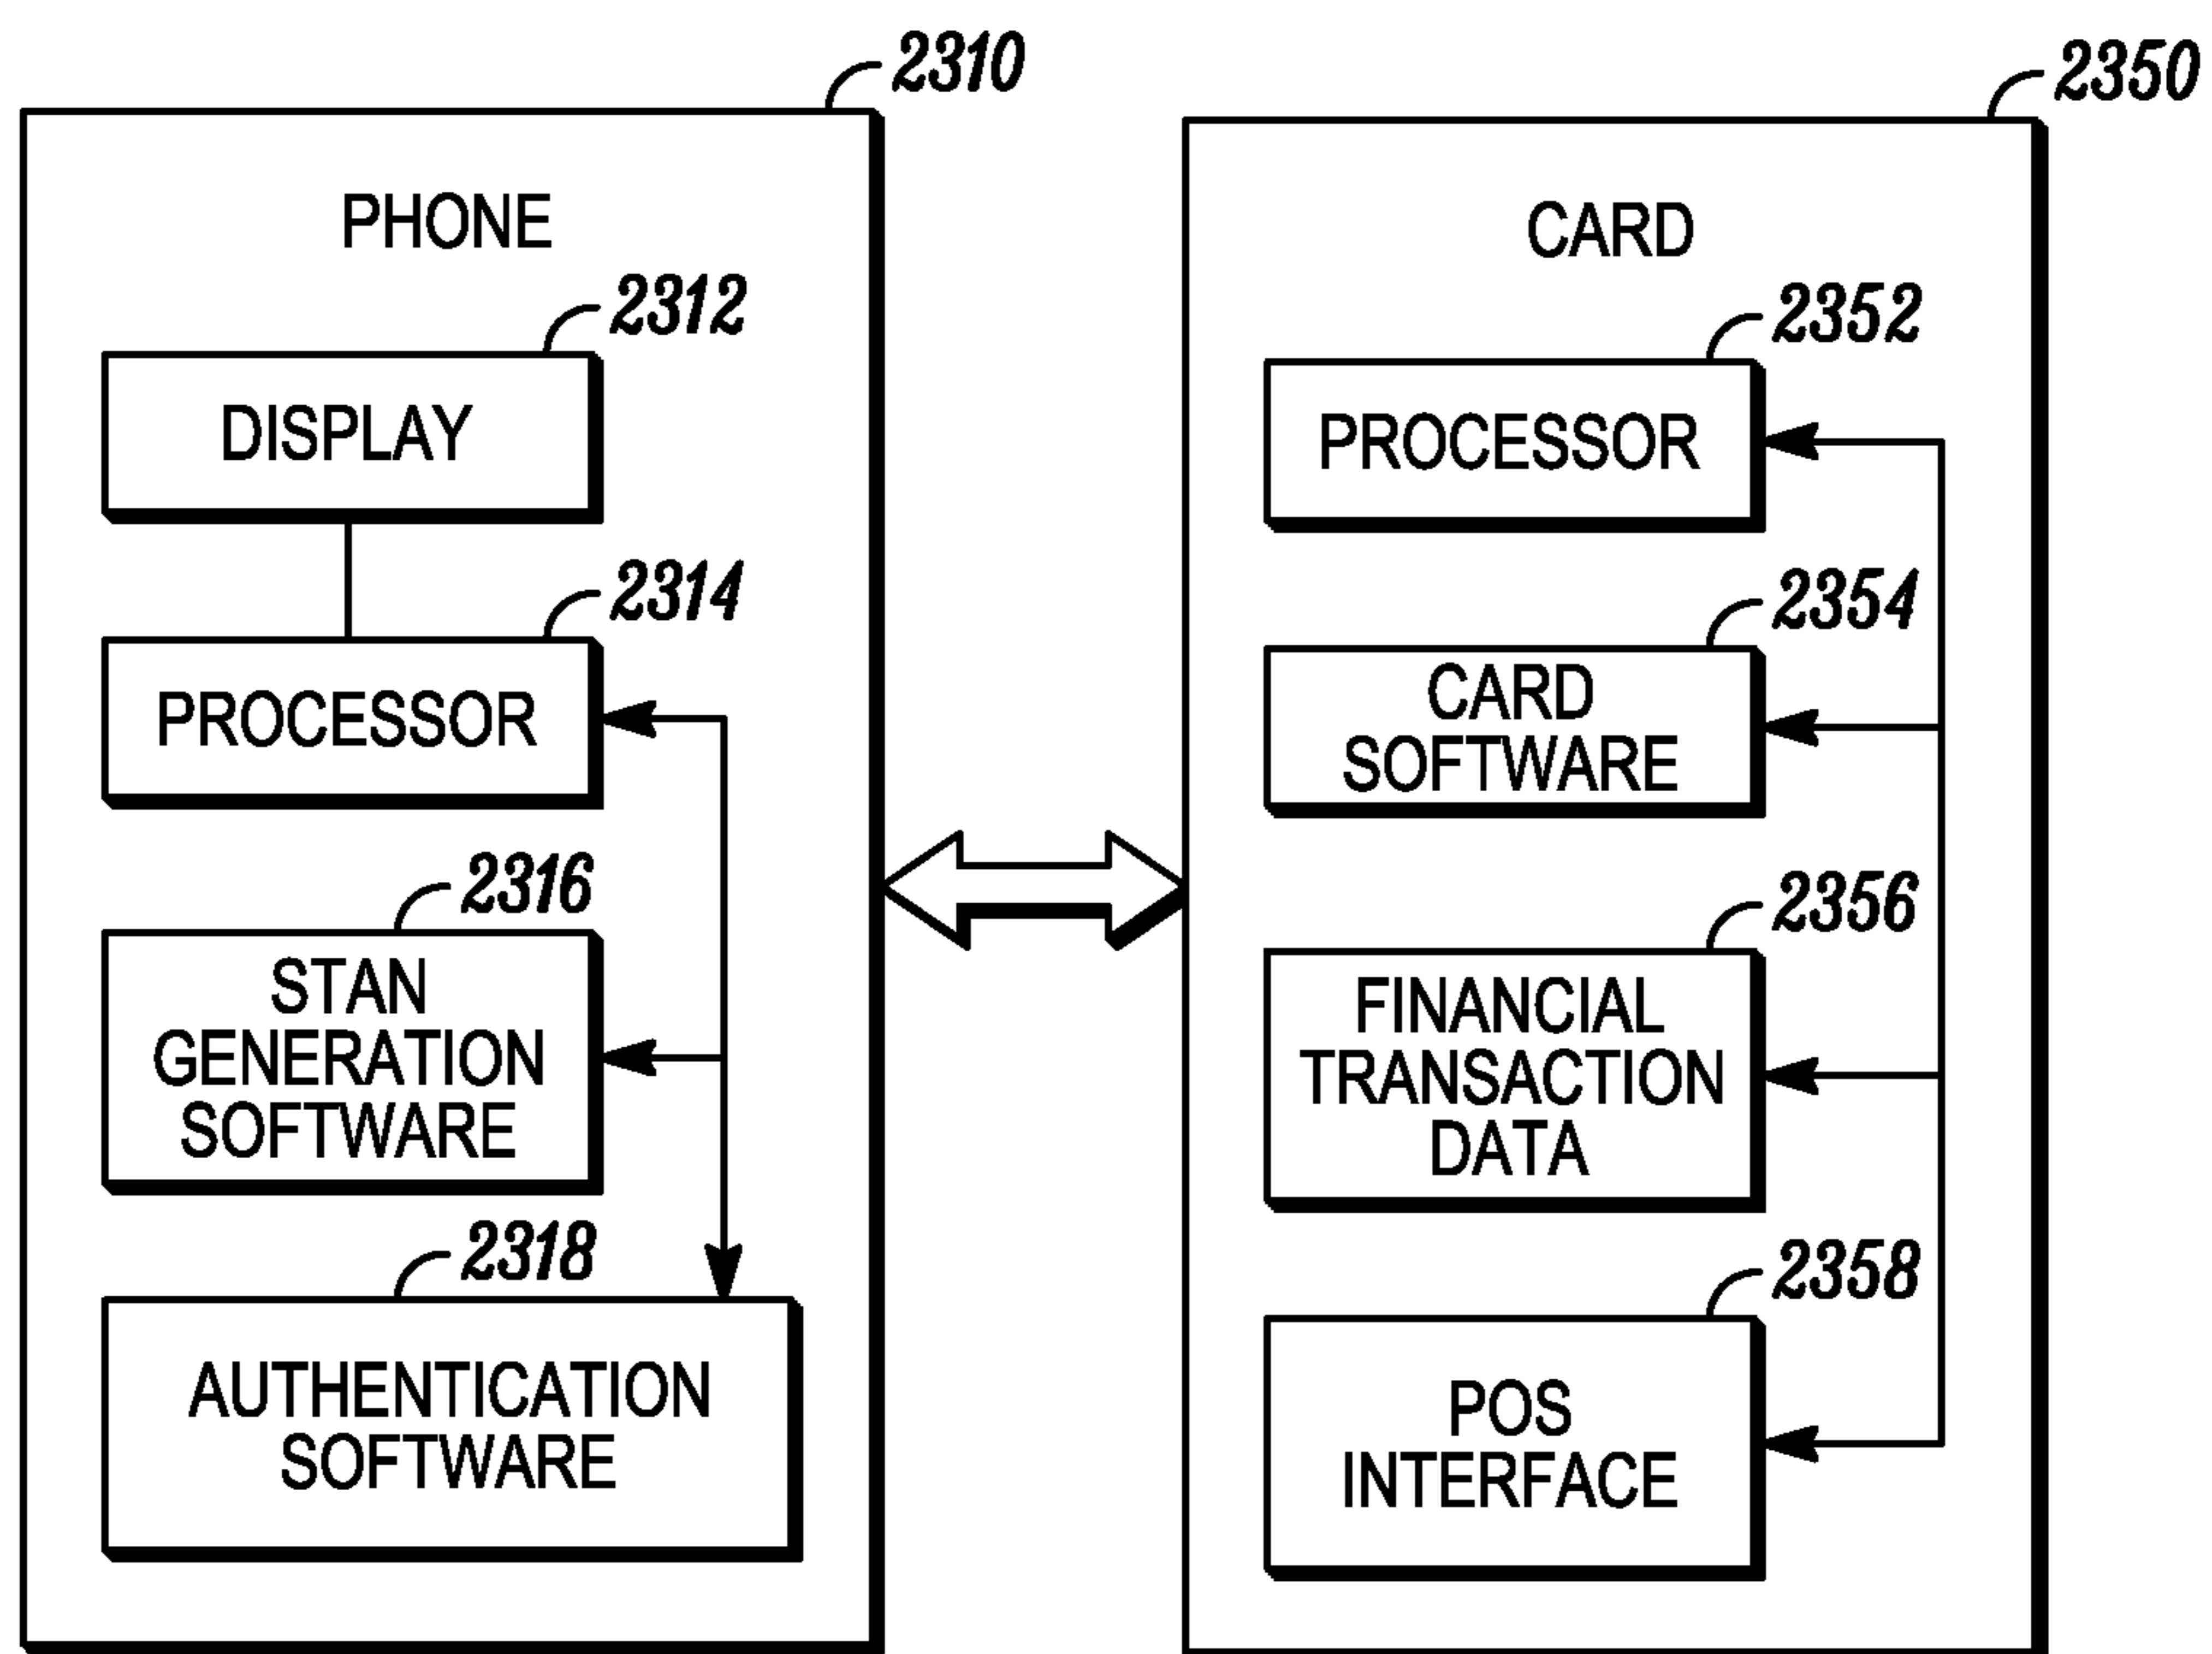 2310
PHONE
2312
DISPLAY
2314
PROCESSOR
2316
STAN
GENERATION
SOFTWARE
2318
AUTHENTICATION
SOFTWARE
2350
CARD
2352
PROCESSOR
2354
CARD
SOFTWARE
2356
FINANCIAL
TRANSACTION
DATA
2358
POS
INTERFACE